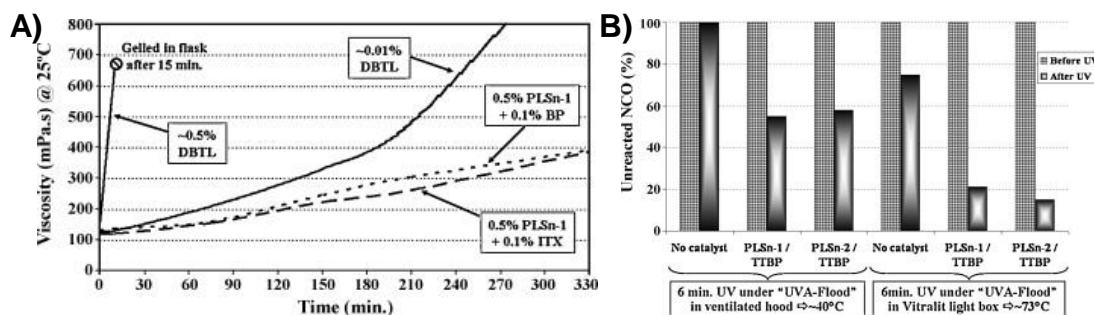 A)
Viscosity (mPa.s) @ 25°C
800
700
600
500
400
300
200
100
0
Gelled in flask
after 15 min.
~0.01%
DBTL
~0.5%
DBTL
0.5% PLSn-1
+ 0.1% BP
0.5% PLSn-1
+ 0.1% ITX
0 30 60 90 120 150 180 210 240 270 300 330
Time (min.)
B)
Unreacted NCO (%)
100
80
60
40
20
0
Before UV
After UV
No catalyst PLSn-1 / PLSn-2 / No catalyst PLSn-1 / PLSn-2 /
TTBP TTBP TTBP TTBP
6 min. UV under "UVA-Flood"
in ventilated hood ⇨~40°C
6min. UV under "UVA-Flood"
in Vitralit light box ⇨~73°C